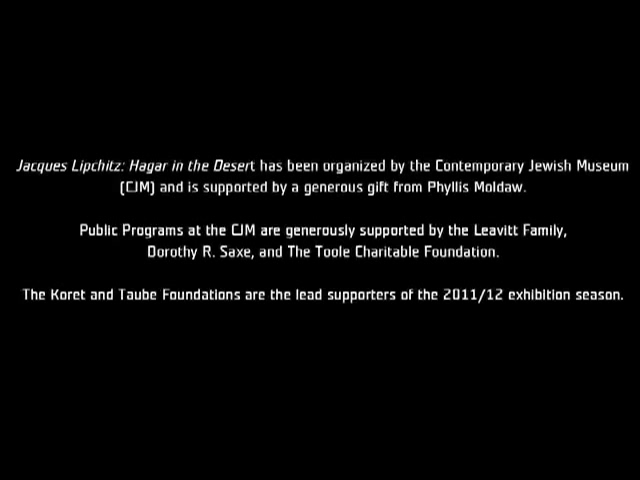 Jacques Lipchitz: Hagar in the Desert has been organized by the Contemporary Jewish Museum
(CJM) and is supported by a generous gift from Phyllis Moldaw.
Public Programs at the CJM are generously supported by the Leavitt Family,
Dorothy R. Saxe, and The Toole Charitable Foundation.
The Koret and Taube Foundations are the lead supporters of the 2011/12 exhibition season.